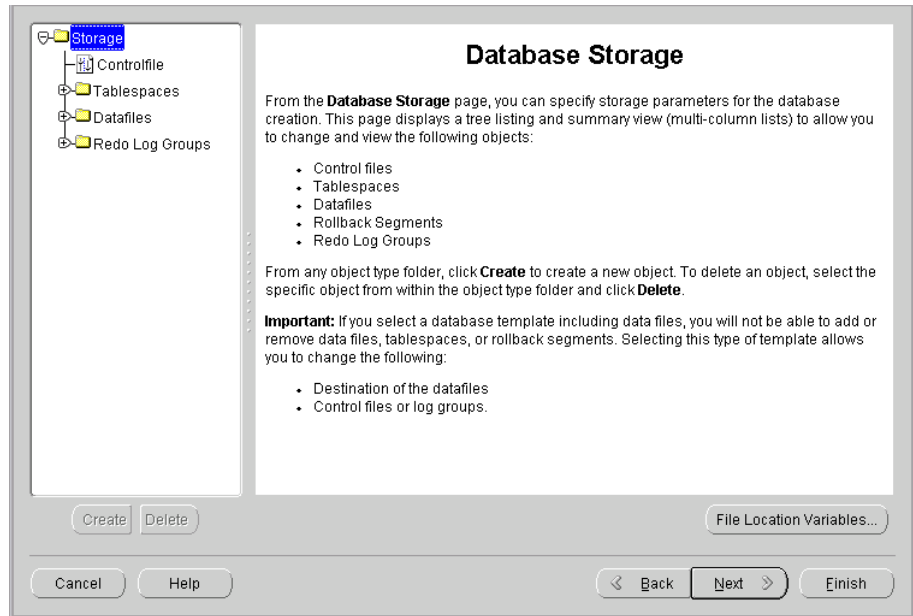 Storage
Controlfile
Tablespaces
Datafiles
Redo Log Groups
Database Storage
From the Database Storage page, you can specify storage parameters for the database
creation. This page displays a tree listing and summary view (multi-column lists) to allow you
to change and view the following objects:
• Control files
• Tablespaces
• Datafiles
• Rollback Segments
• Redo Log Groups
From any object type folder, click Create to create a new object. To delete an object, select the
specific object from within the object type folder and click Delete.
Important: If you select a database template including data files, you will not be able to add or
remove data files, tablespaces, or rollback segments. Selecting this type of template allows
you to change the following:
• Destination of the datafiles
• Control files or log groups.
Create Delete File Location Variables...
Cancel Help Back Next Finish